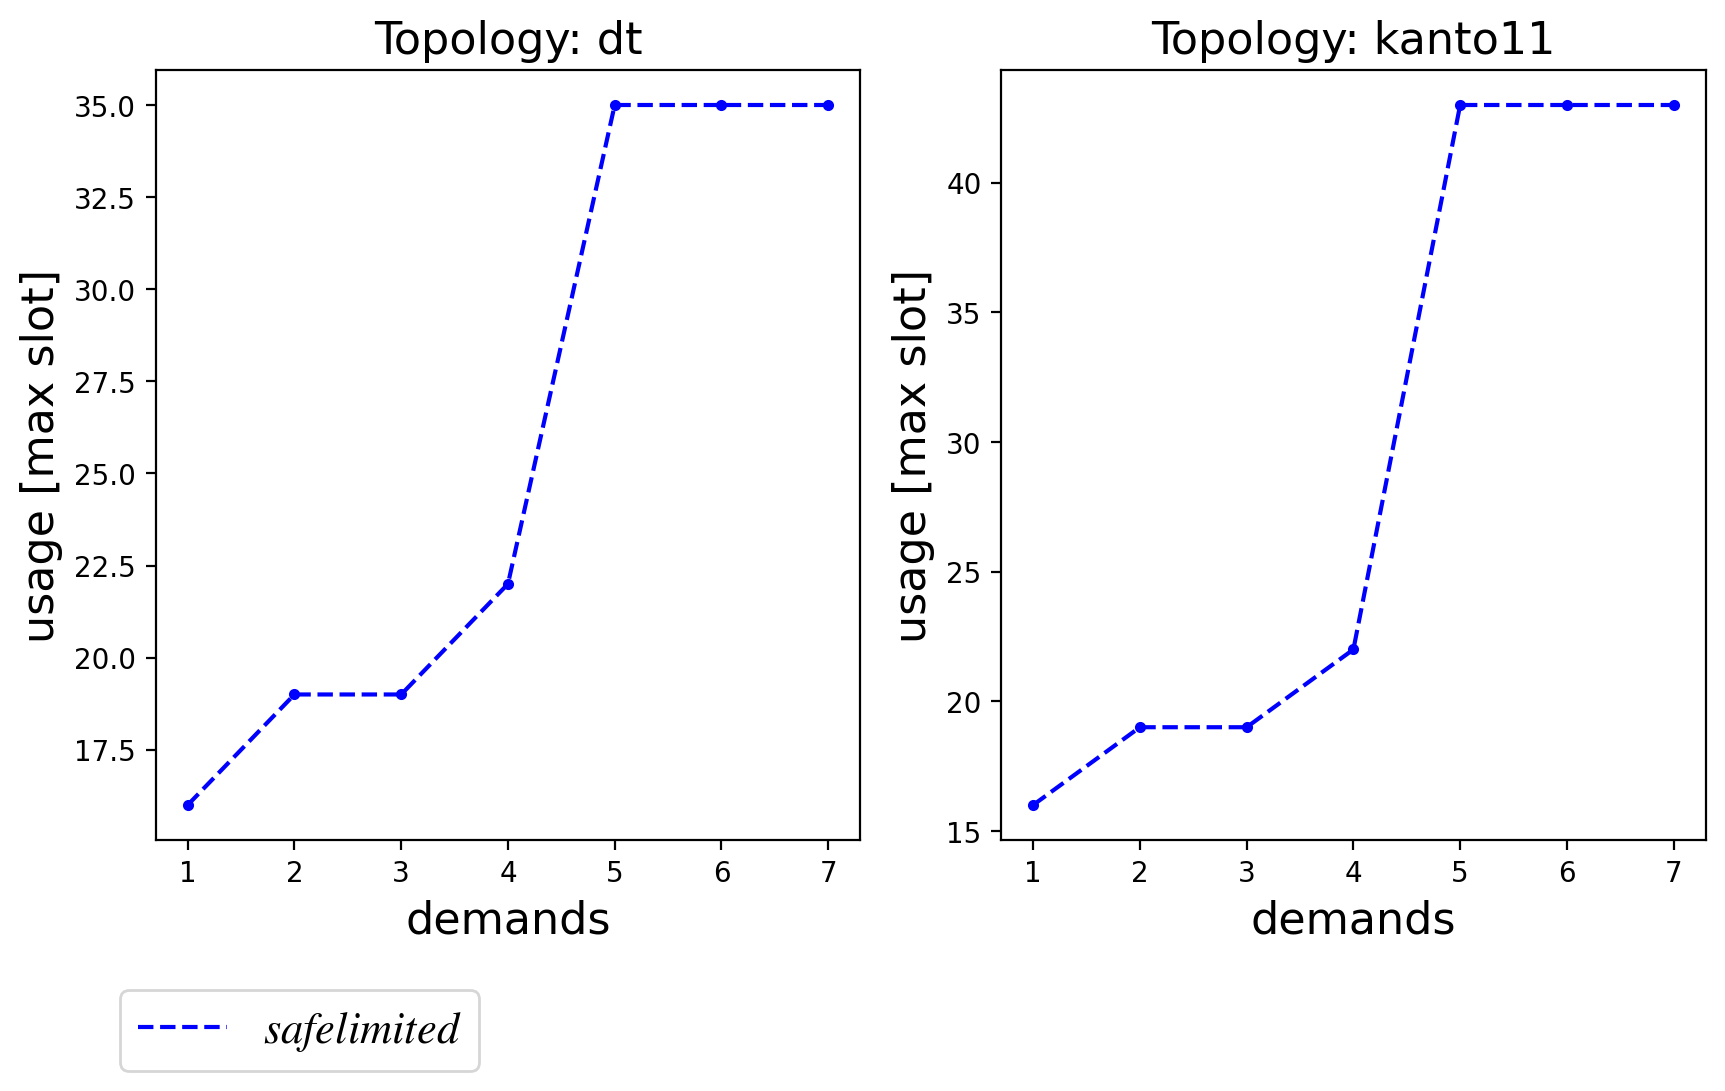 Topology: dt
usage [max slot]
35.0
32.5
30.0
27.5
25.0
22.5
20.0
17.5
1 2 3 4 5 6 7
demands
Topology: kanto11
usage [max slot]
40
35
30
25
20
15
1 2 3 4 5 6 7
demands
safelimited